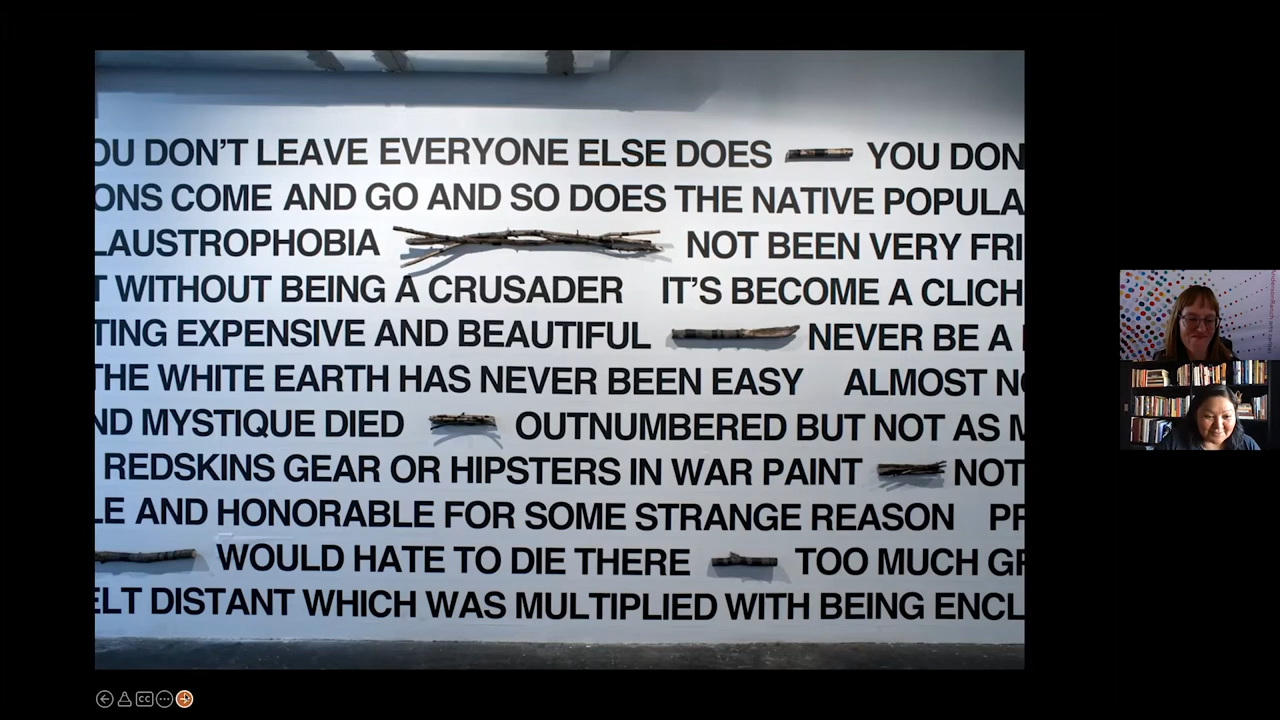 OU DON'T LEAVE EVERYONE ELSE DOES YOU DON
ONS COME AND GO AND SO DOES THE NATIVE POPULA
LAUSTROPHOBIA NOT BEEN VERY FRI
T WITHOUT BEING A CRUSADER IT'S BECOME A CLICH
TING EXPENSIVE AND BEAUTIFUL NEVER BE A
THE WHITE EARTH HAS NEVER BEEN EASY ALMOST NO
ND MYSTIQUE DIED OUTNUMBERED BUT NOT AS M
REDSKINS GEAR OR HIPSTERS IN WAR PAINT NOT
LE AND HONORABLE FOR SOME STRANGE REASON PR
WOULD HATE TO DIE THERE TOO MUCH GR
ELT DISTANT WHICH WAS MULTIPLIED WITH BEING ENCL
CC